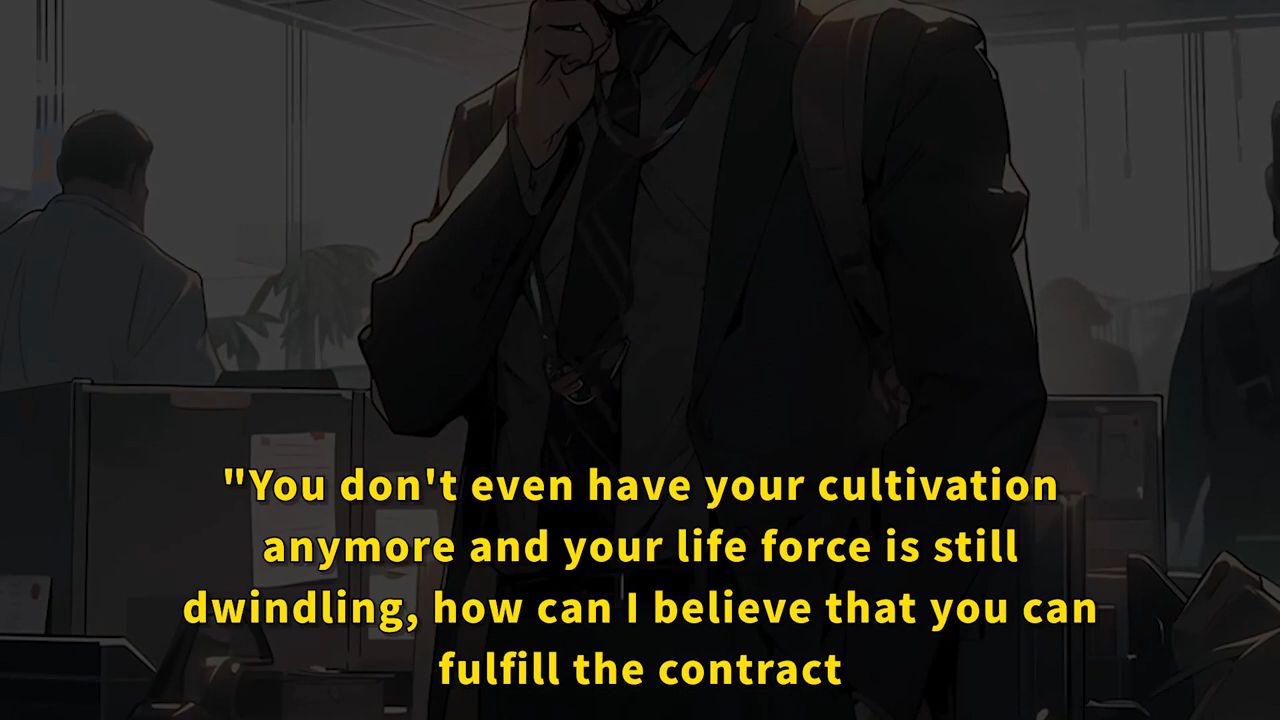 "You don't even have your cultivation
anymore and your life force is still
dwindling, how can I believe that you can
fulfill the contract